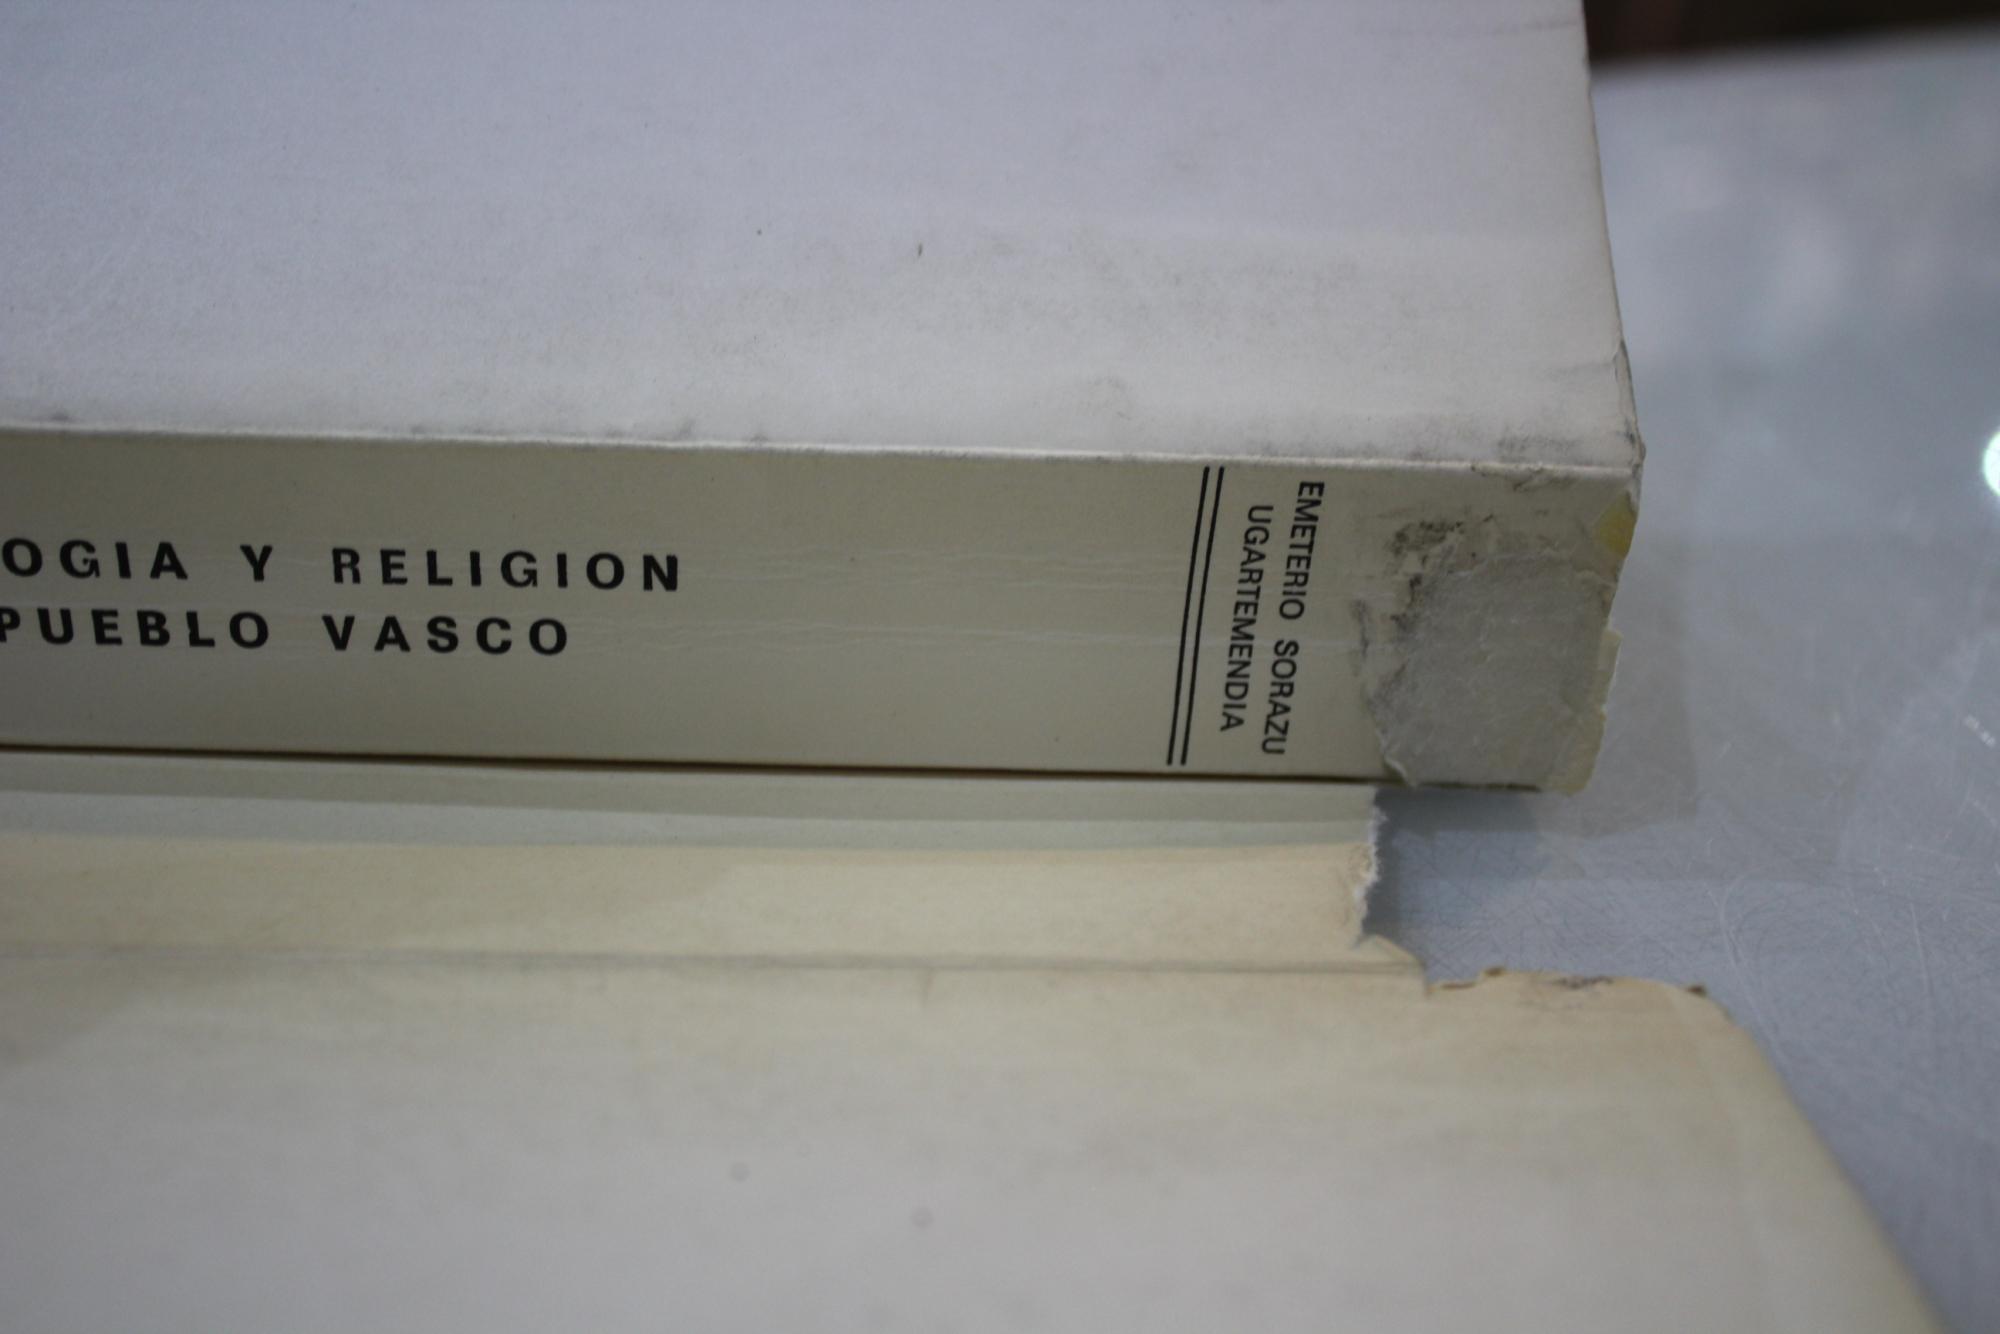 OGIA Y RELIGION
PUEBLO VASCO
EMETERIO SORAZU
UGARTEMENDIA